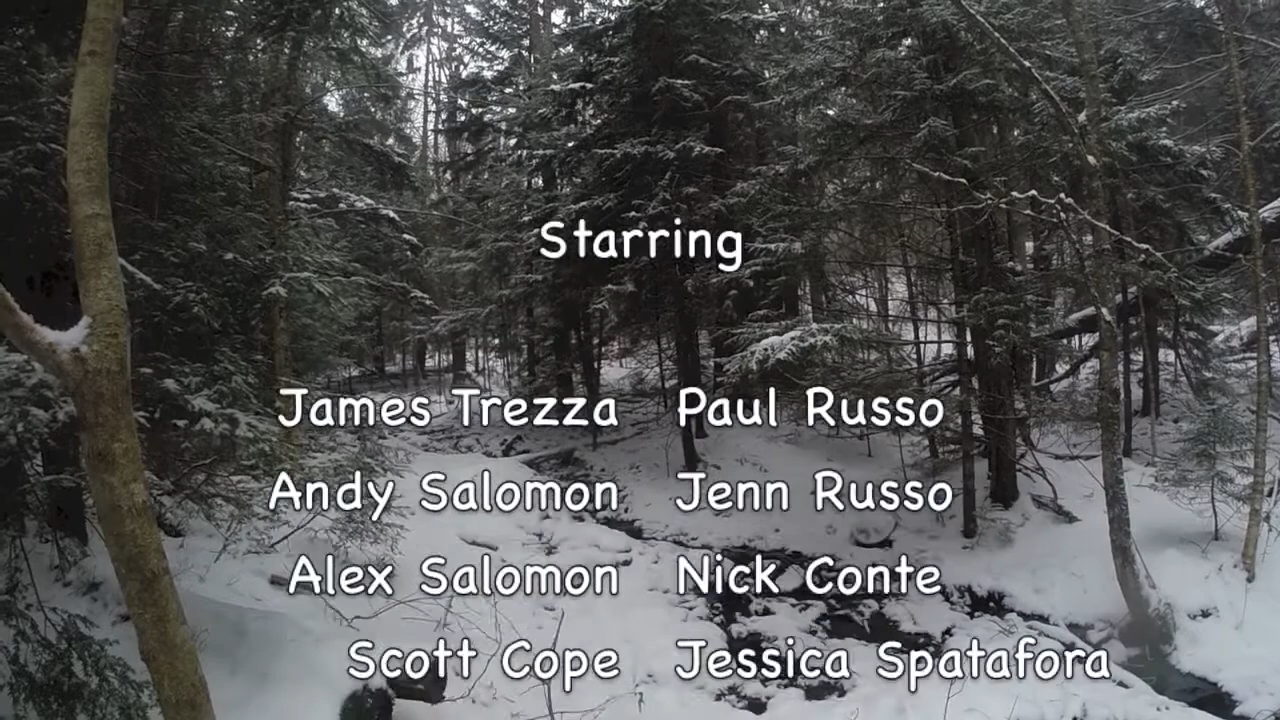 Starring
James Trezza Paul Russo
Andy Salomon Jenn Russo
Alex Salomon Nick Conte
Scott Cope Jessica Spatafora